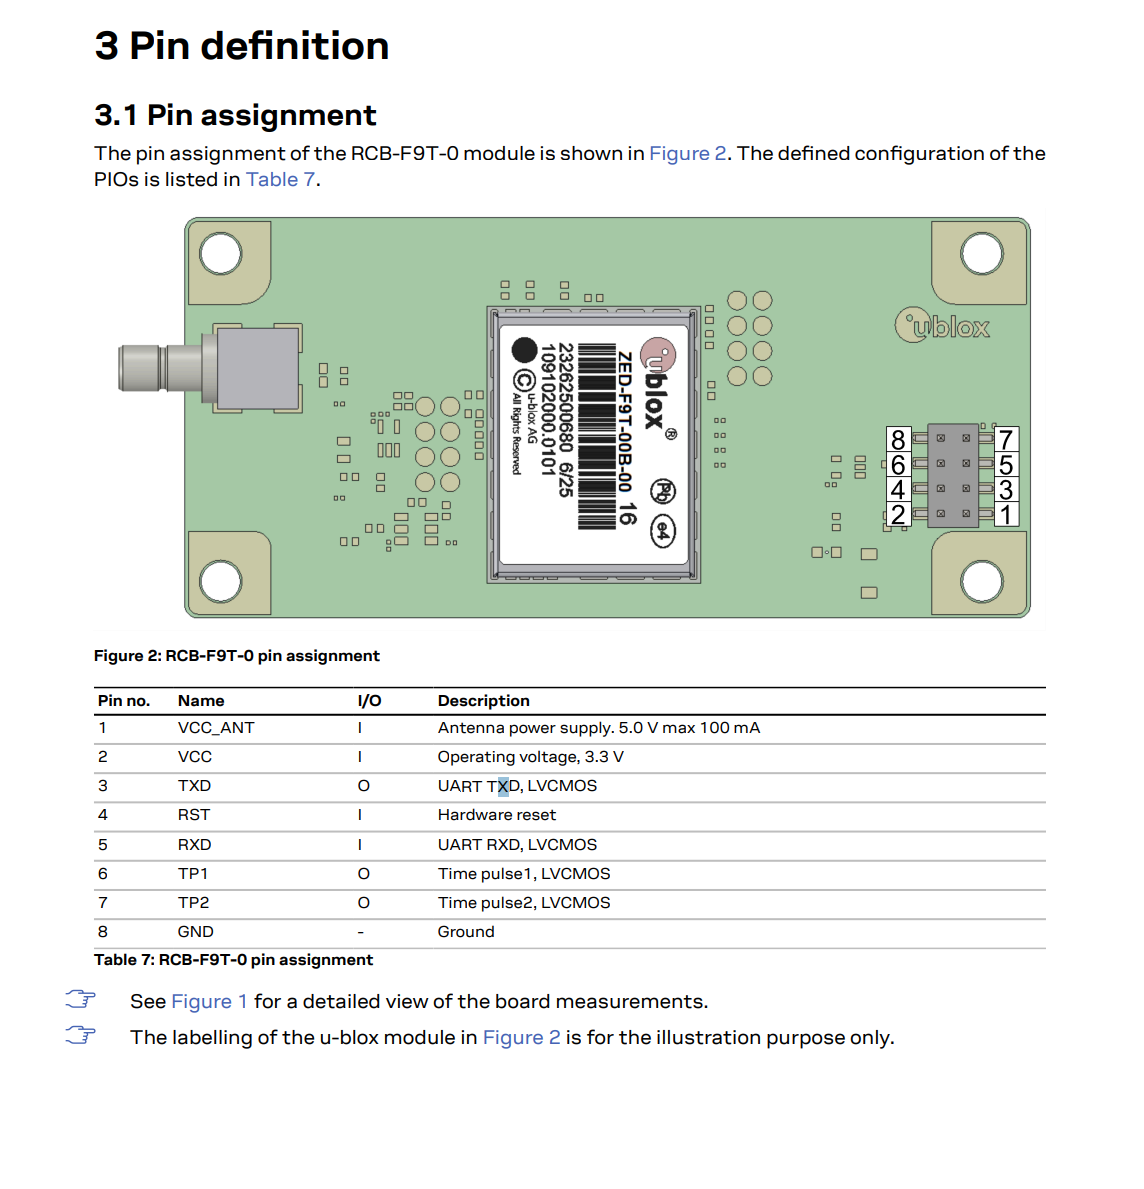 3 Pin definition
3.1 Pin assignment
The pin assignment of the RCB-F9T-0 module is shown in Figure 2. The defined configuration of the
PIOs is listed in Table 7.
ublox
ublox®
ZED-F9T-00B-00 16
23262500680 6/25
109102000.0101
© u-blox AG
All Rights Reserved
Pb
e4
ublox
8 7
6 5
4 3
2 1
Figure 2: RCB-F9T-0 pin assignment
Pin no. Name I/O Description
1 VCC_ANT I Antenna power supply. 5.0 V max 100 mA
2 VCC I Operating voltage, 3.3 V
3 TXD O UART TXD, LVCMOS
4 RST I Hardware reset
5 RXD I UART RXD, LVCMOS
6 TP1 O Time pulse1, LVCMOS
7 TP2 O Time pulse2, LVCMOS
8 GND - Ground
Table 7: RCB-F9T-0 pin assignment
See Figure 1 for a detailed view of the board measurements.
The labelling of the u-blox module in Figure 2 is for the illustration purpose only.